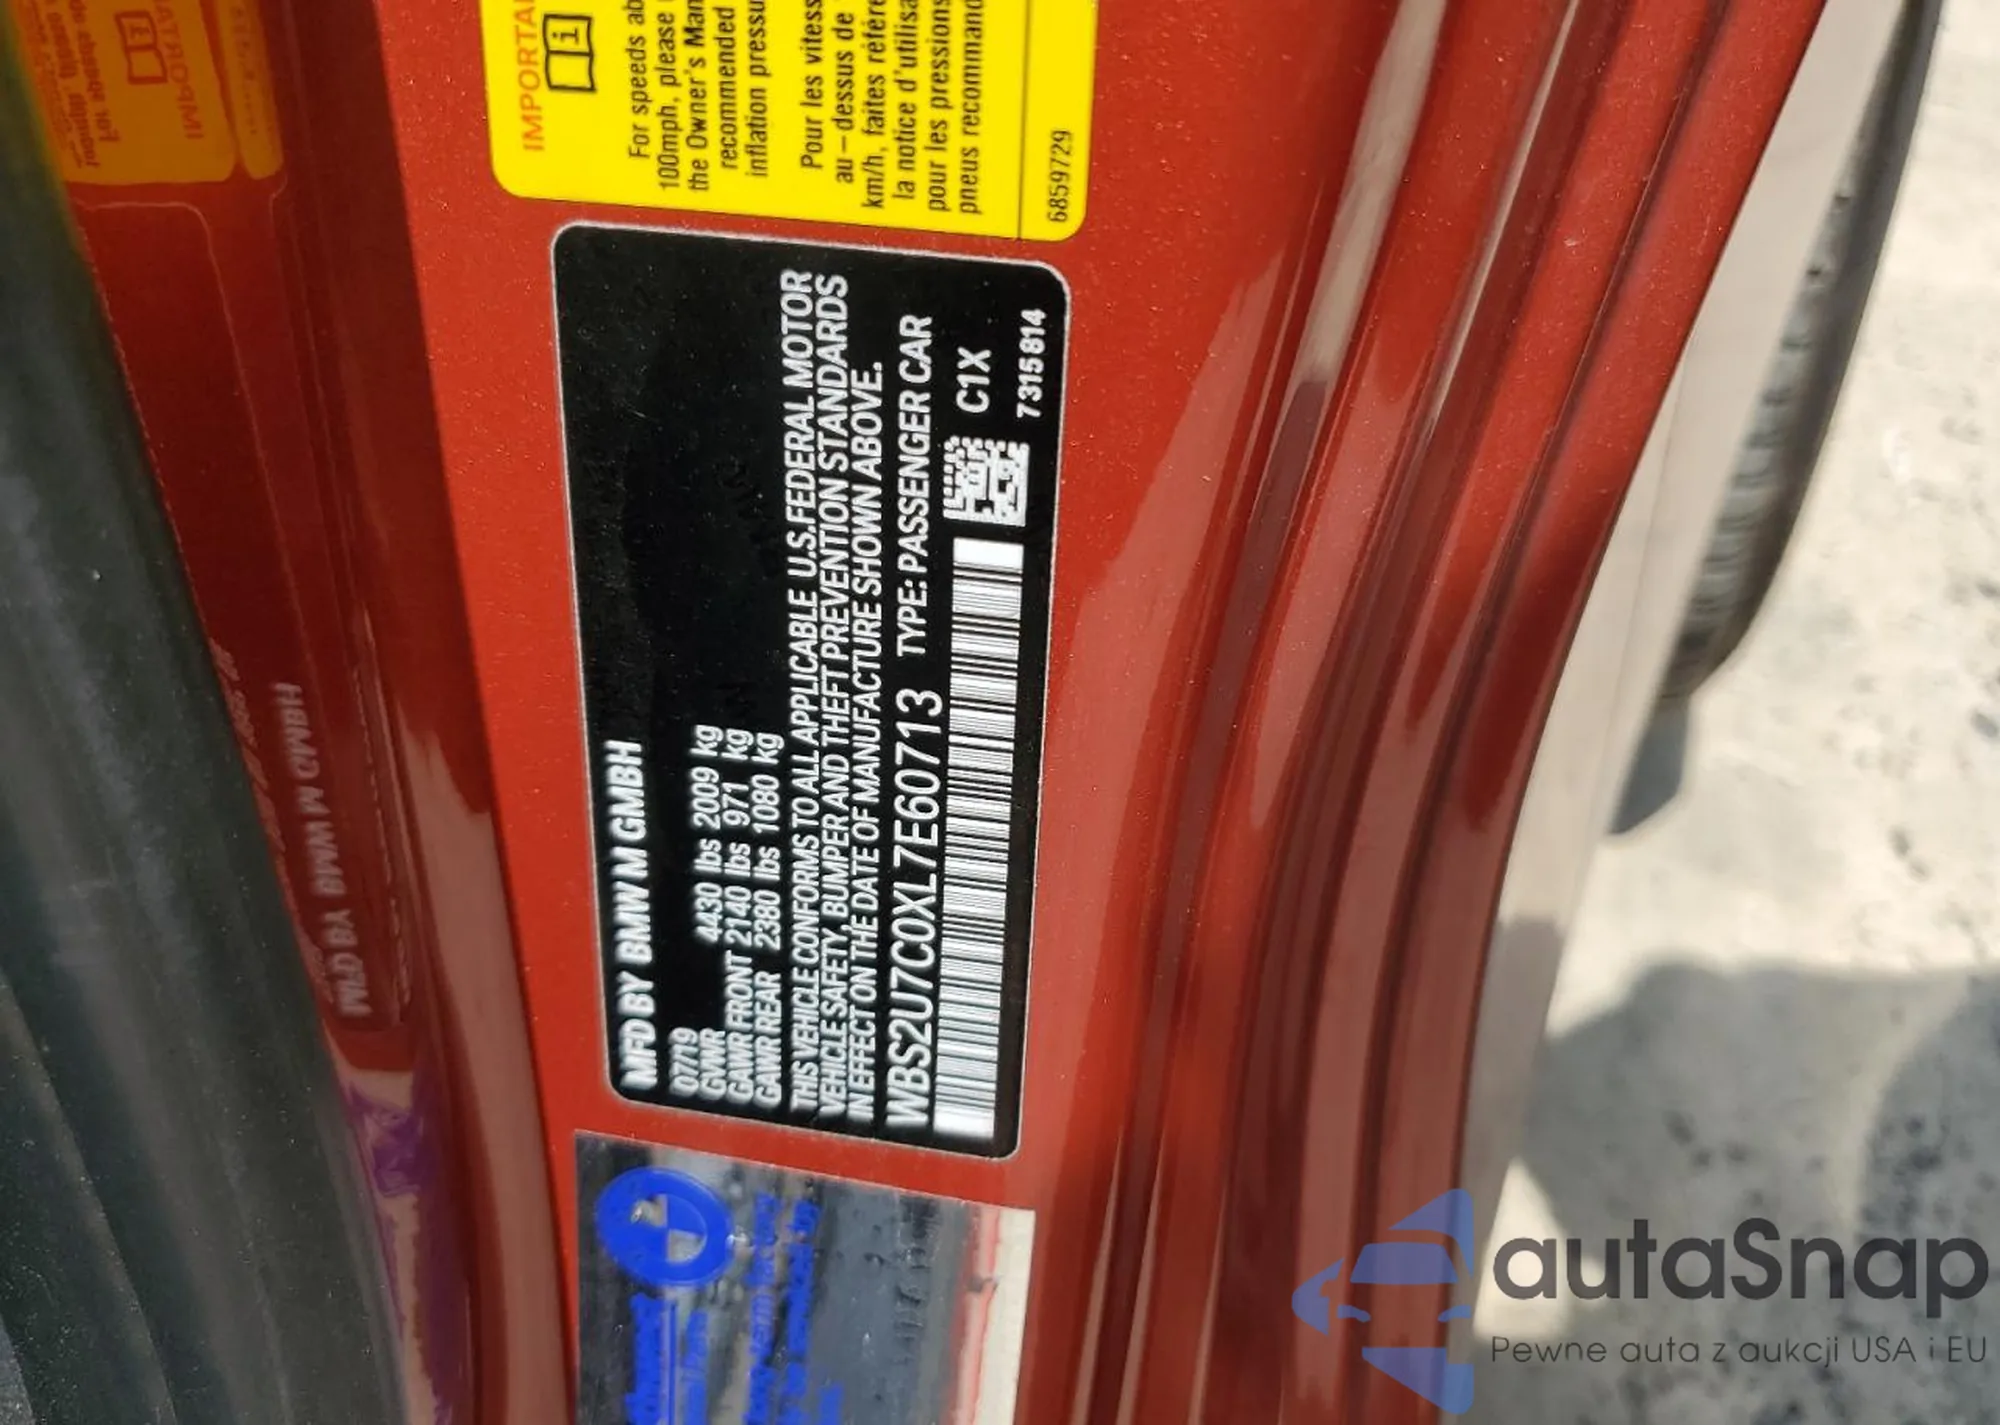 For speeds ab
100mph, please
the Owner's Man
recommended
inflation pressu
Pour les vitess
au-dessus de
km/h, faites référe
la notice d'utilisa
pour les pressions
pneus recommand
6859729
MFD BY BMW M GMBH
07/19
GVWR 4430 lbs 2009 kg
GAWR FRONT 2140 lbs 971 kg
GAWR REAR 2380 lbs 1080 kg
THIS VEHICLE CONFORMS TO ALL APPLICABLE U.S.FEDERAL MOTOR
VEHICLE SAFETY, BUMPER AND THEFT PREVENTION STANDARDS
IN EFFECT ON THE DATE OF MANUFACTURE SHOWN ABOVE.
WBS2U7C0XL7E60713 TYPE: PASSENGER CAR
C1X
7315814
autaSnap
Pewne auta z aukcji USA i EU